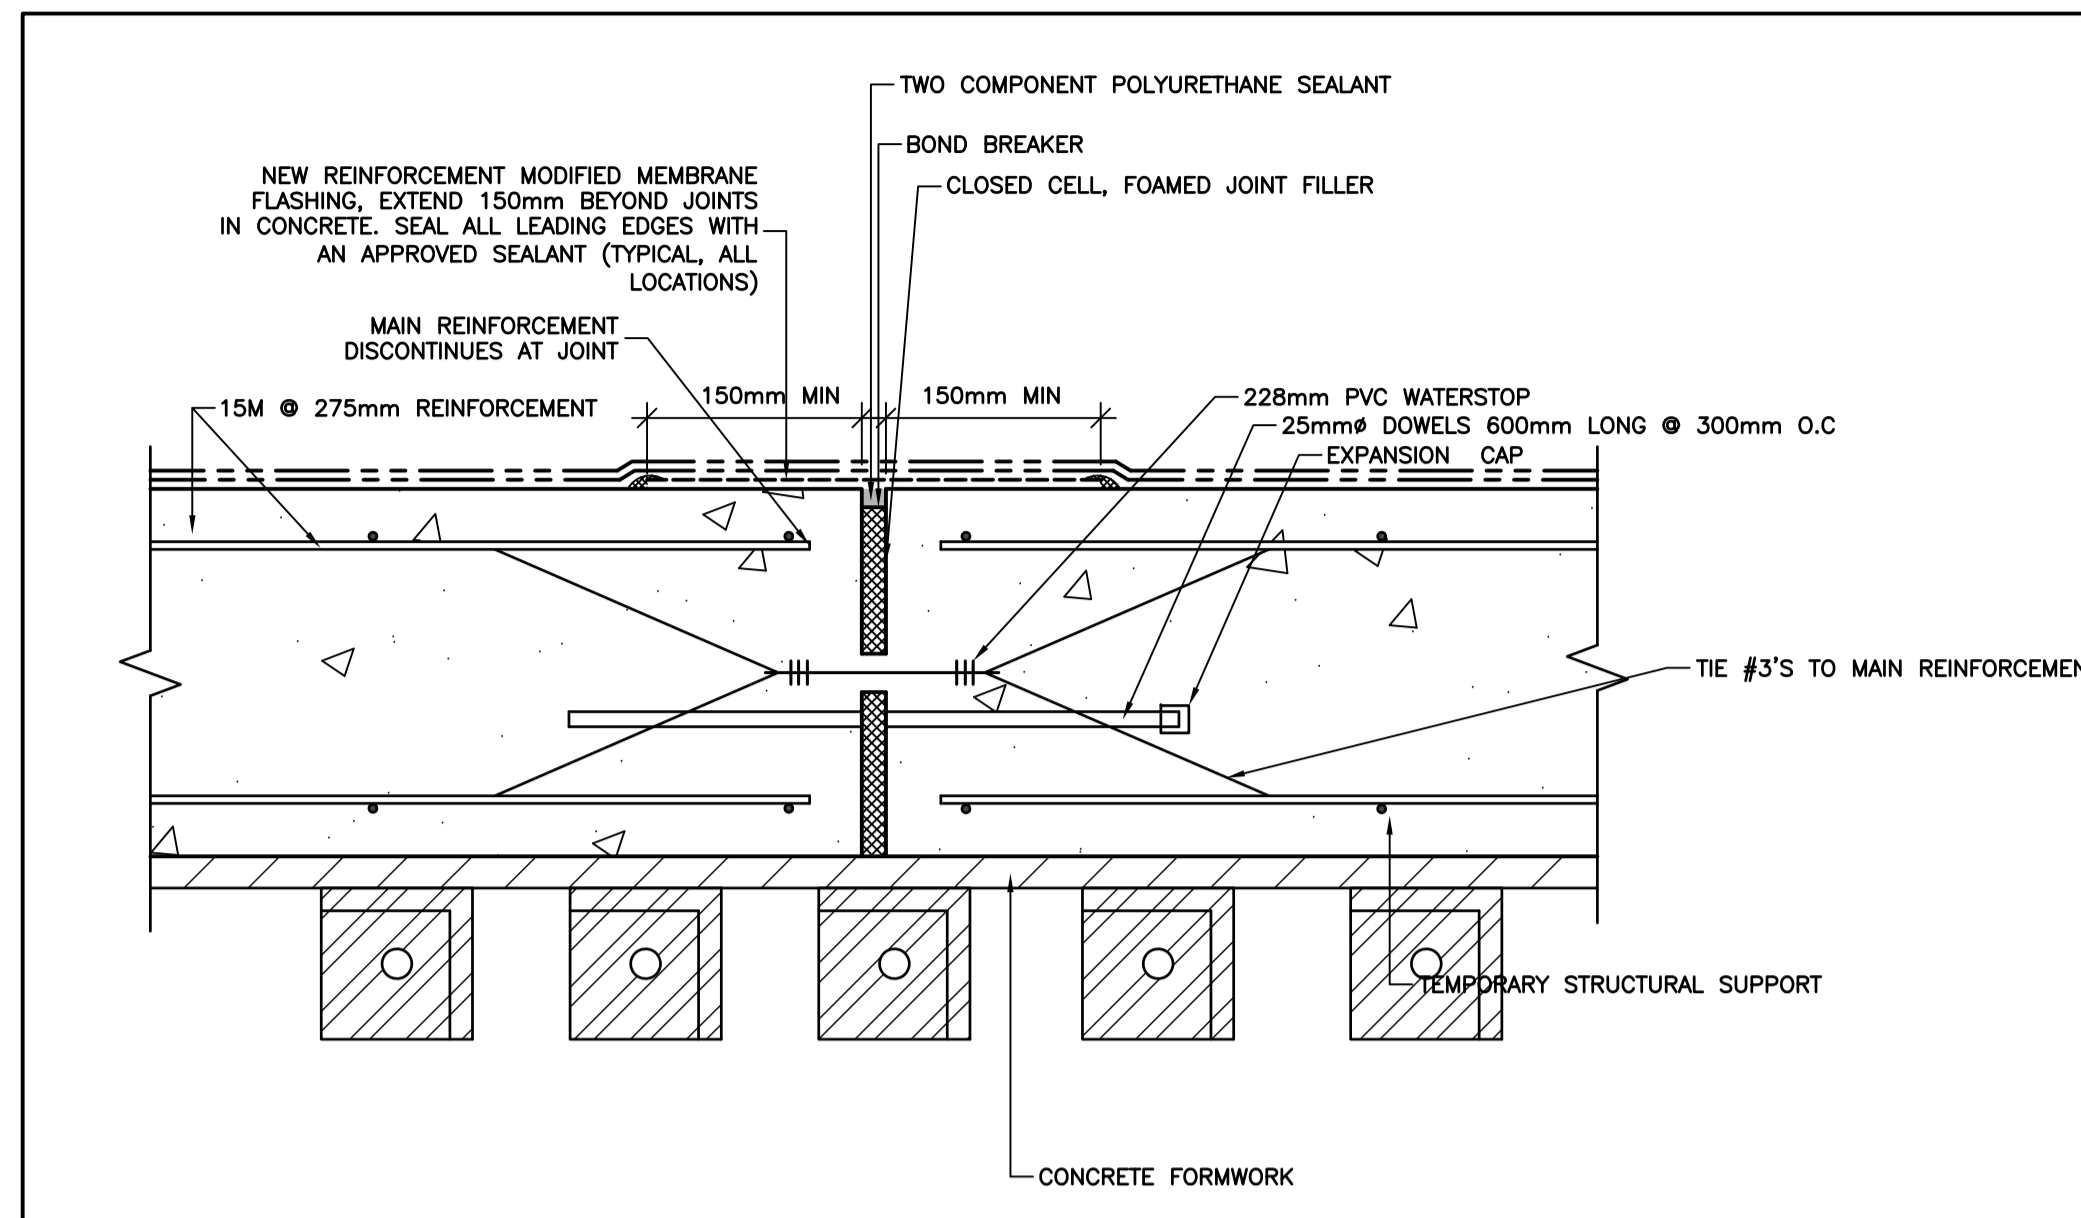 TWO COMPONENT POLYURETHANE SEALANT
BOND BREAKER
CLOSED CELL, FOAMED JOINT FILLER
NEW REINFORCEMENT MODIFIED MEMBRANE
FLASHING, EXTEND 150mm BEYOND JOINTS
IN CONCRETE. SEAL ALL LEADING EDGES WITH
AN APPROVED SEALANT (TYPICAL, ALL
LOCATIONS)
MAIN REINFORCEMENT
DISCONTINUES AT JOINT
15M @ 275mm REINFORCEMENT
150mm MIN
150mm MIN
228mm PVC WATERSTOP
25mmø DOWELS 600mm LONG @ 300mm O.C
EXPANSION CAP
TIE #3'S TO MAIN REINFORCEMEN
TEMPORARY STRUCTURAL SUPPORT
CONCRETE FORMWORK